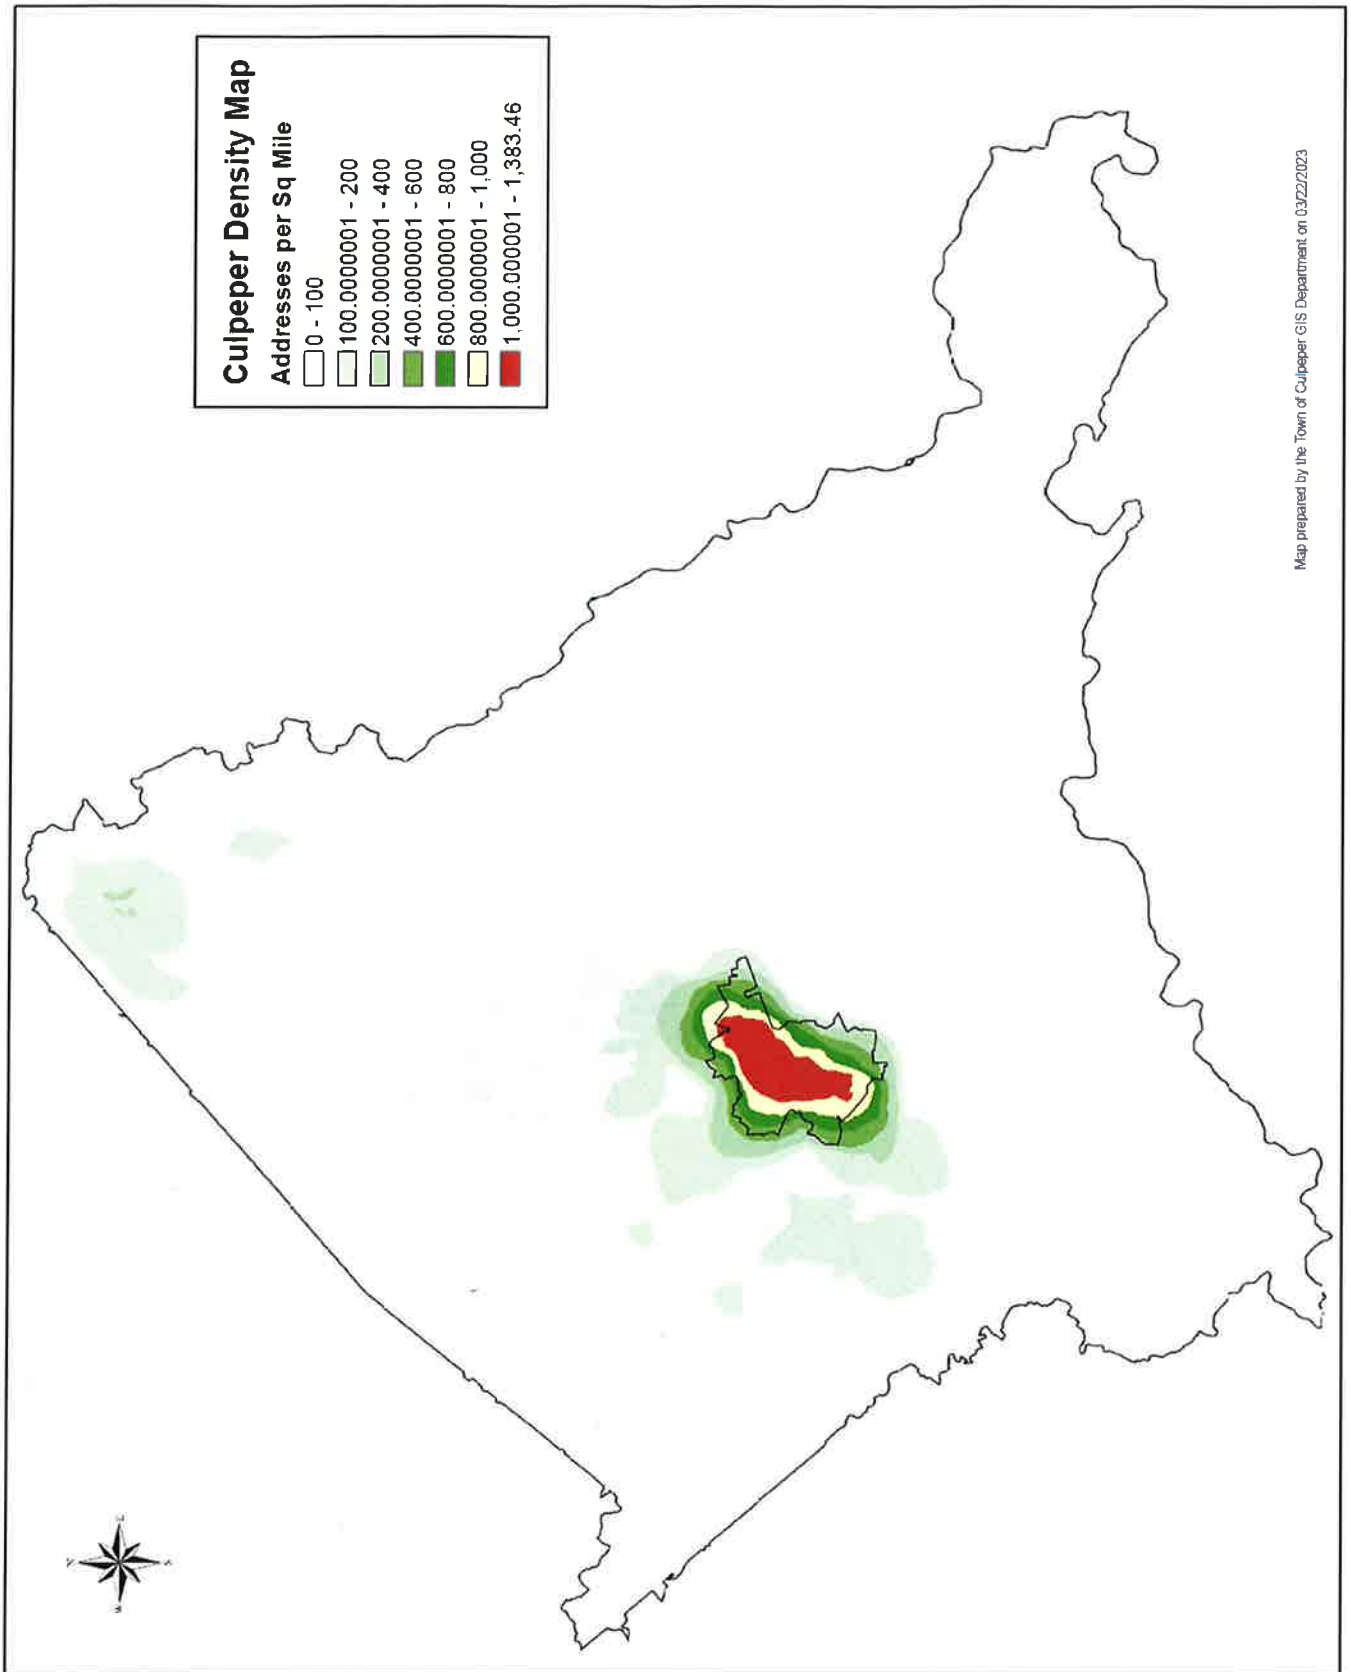 Culpeper Density Map
Addresses per Sq Mile
0 - 100
100.0000001 - 200
200.0000001 - 400
400.0000001 - 600
600.0000001 - 800
800.0000001 - 1,000
1,000.000001 - 1,383.46
N
W
E
S
Map prepared by the Town of Culpeper GIS Department on 03/22/2023